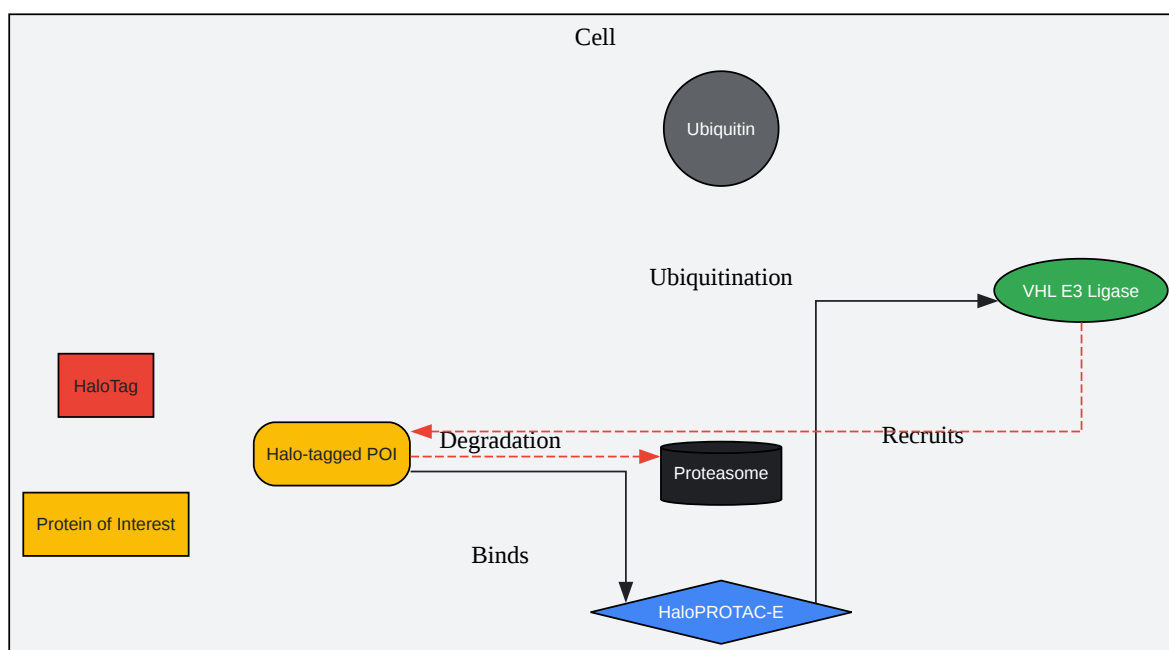 Cell
Ubiquitin
Ubiquitination
VHL E3 Ligase
HaloTag
Halo-tagged POI
Degradation
Recruits
Proteasome
Protein of Interest
Binds
HaloPROTAC-E